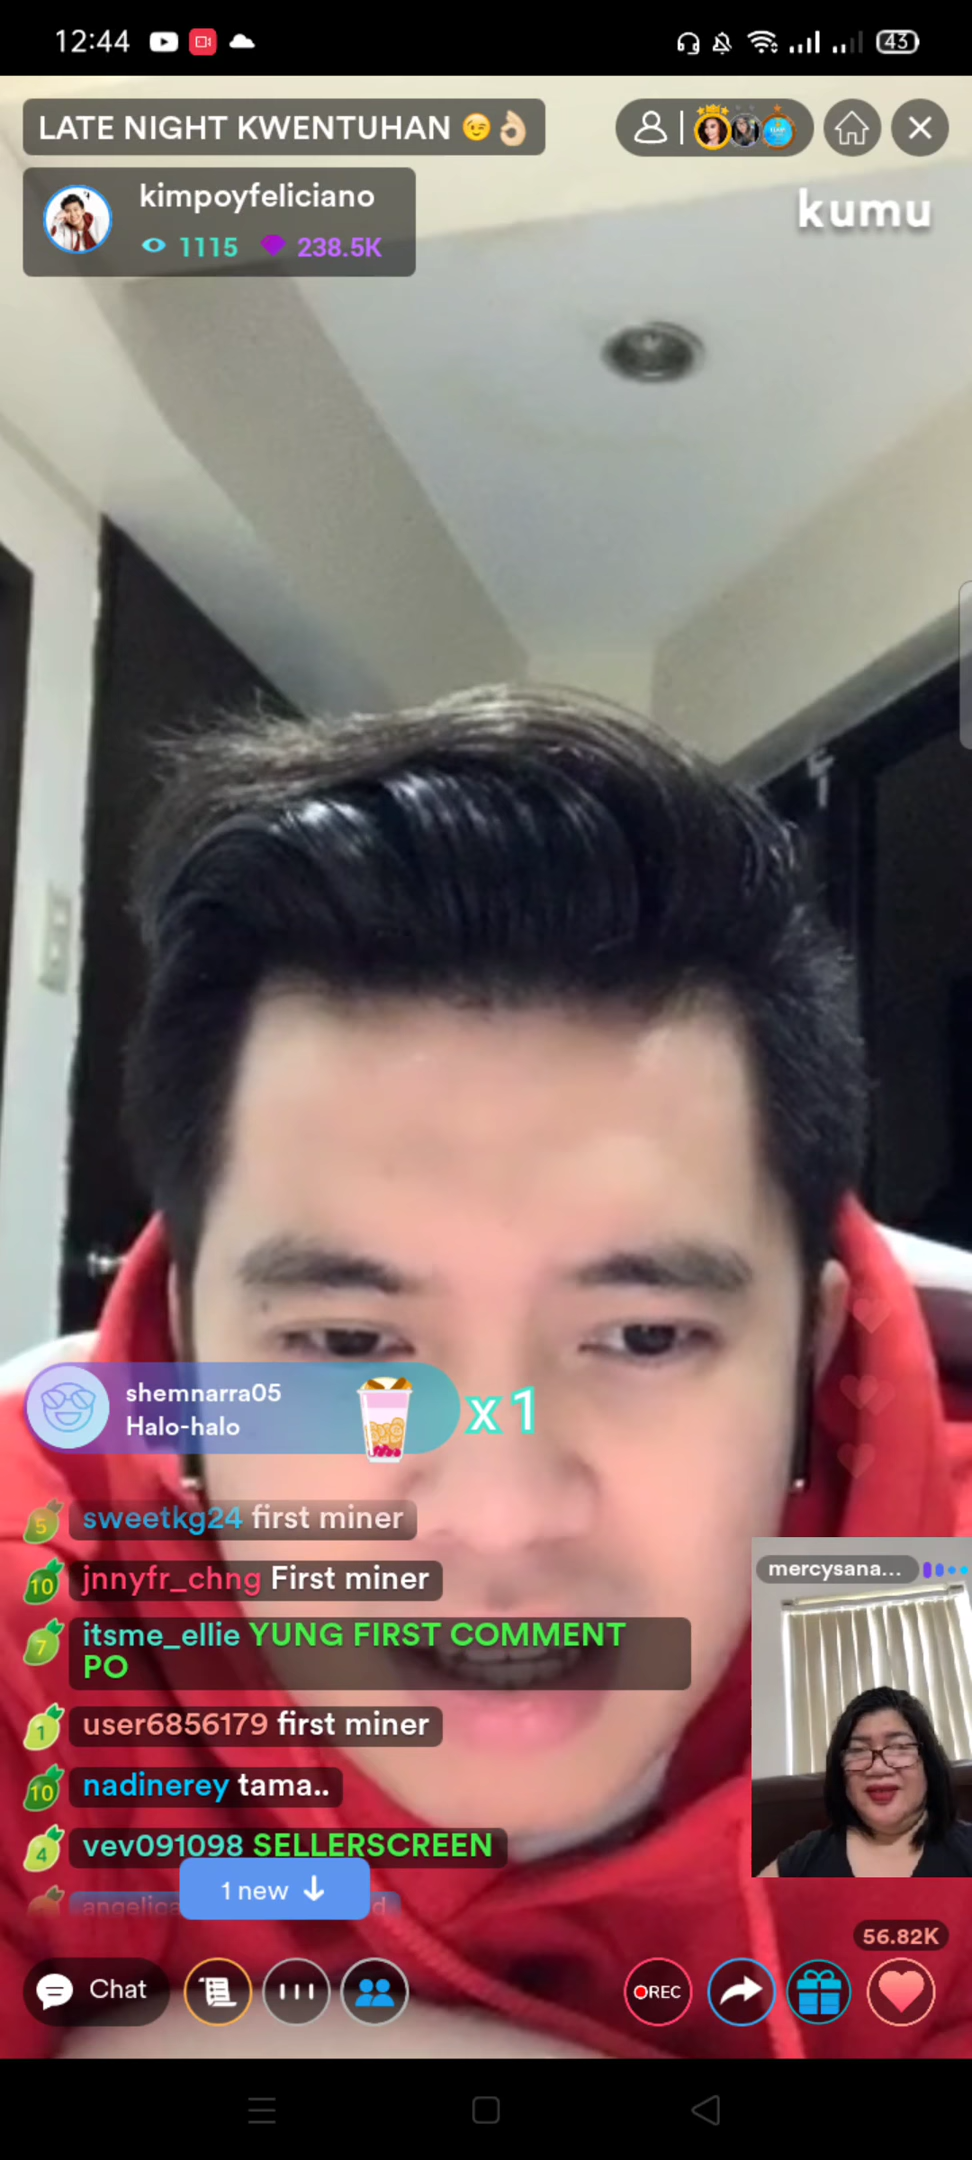 12:44
43
LATE NIGHT KWENTUHAN 😉👌🏼
kimpoyfeliciano
1115 238.5K
kumu
shemnarra05
Halo-halo
x 1
5 sweetkg24 first miner
10 jnnyfr_chng First miner
7 itsme_ellie YUNG FIRST COMMENT
PO
1 user6856179 first miner
10 nadinerey tama..
4 vev091098 SELLERSCREEN
1 new
mercysana...
56.82K
Chat
REC